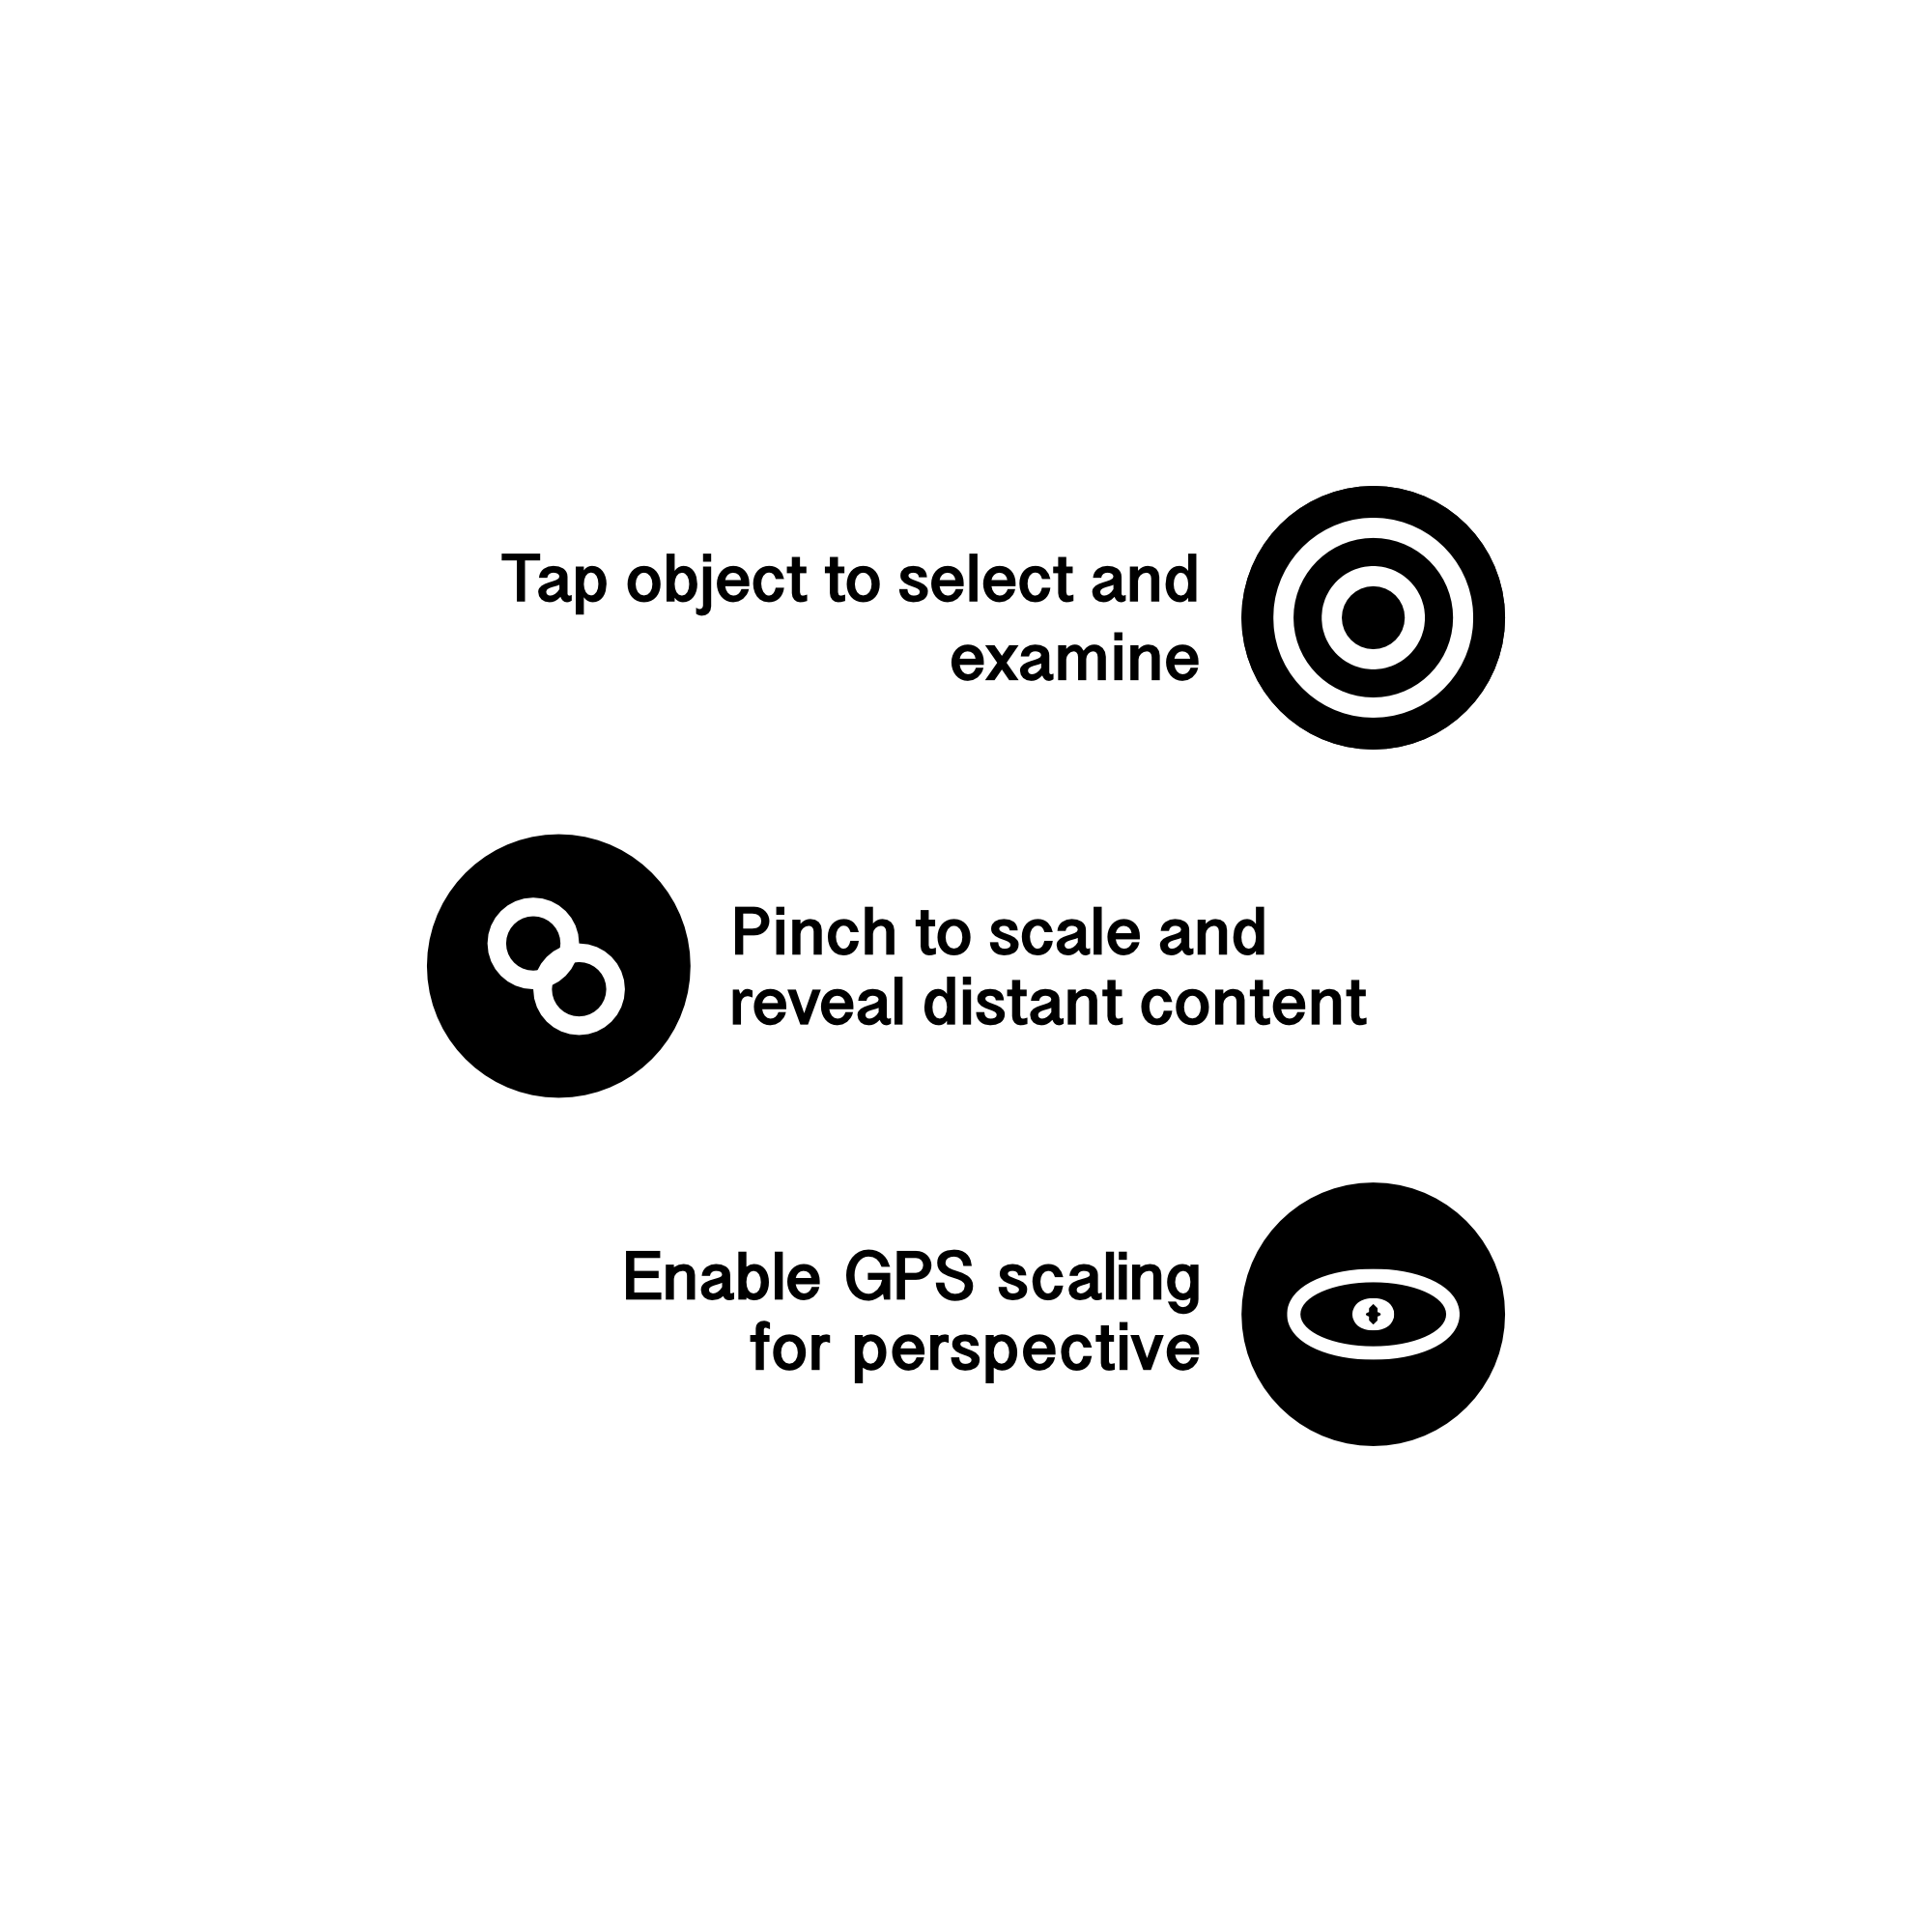 Tap object to select and
examine
Pinch to scale and
reveal distant content
Enable GPS scaling
for perspective